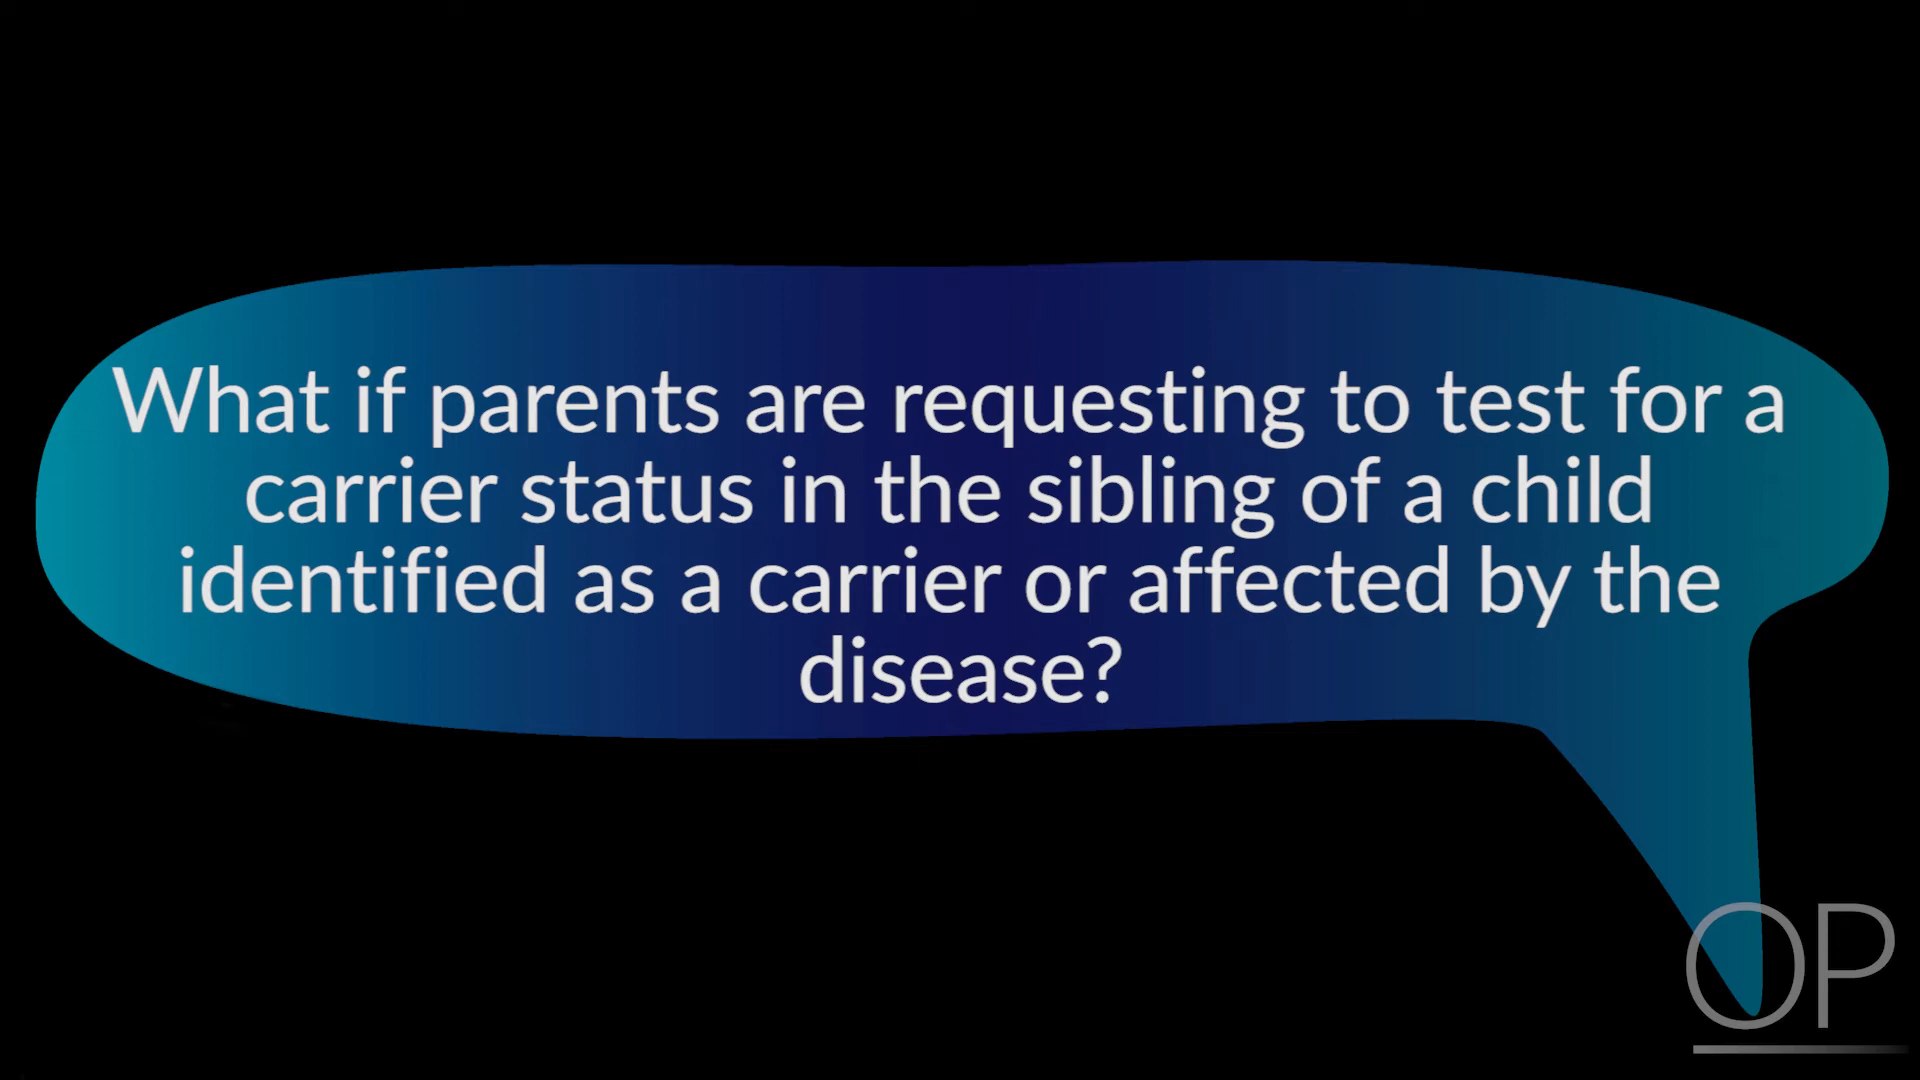 What if parents are requesting to test for a
carrier status in the sibling of a child
identified as a carrier or affected by the
disease?
OP